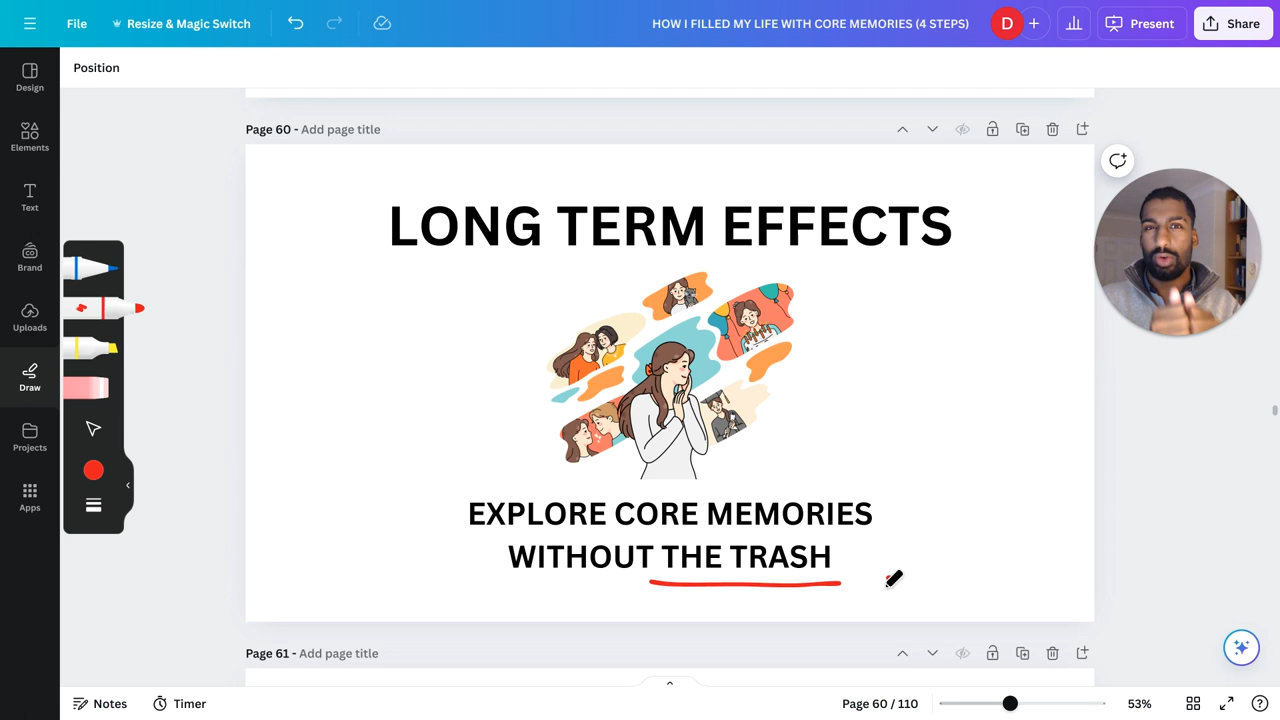 File
Resize & Magic Switch
HOW I FILLED MY LIFE WITH CORE MEMORIES (4 STEPS)
D
Present
Share
Position
Design
Elements
Text
Brand
Uploads
Draw
Projects
Apps
Page 60 - Add page title
LONG TERM EFFECTS
EXPLORE CORE MEMORIES
WITHOUT THE TRASH
Page 61 - Add page title
Notes
Timer
Page 60 / 110
53%